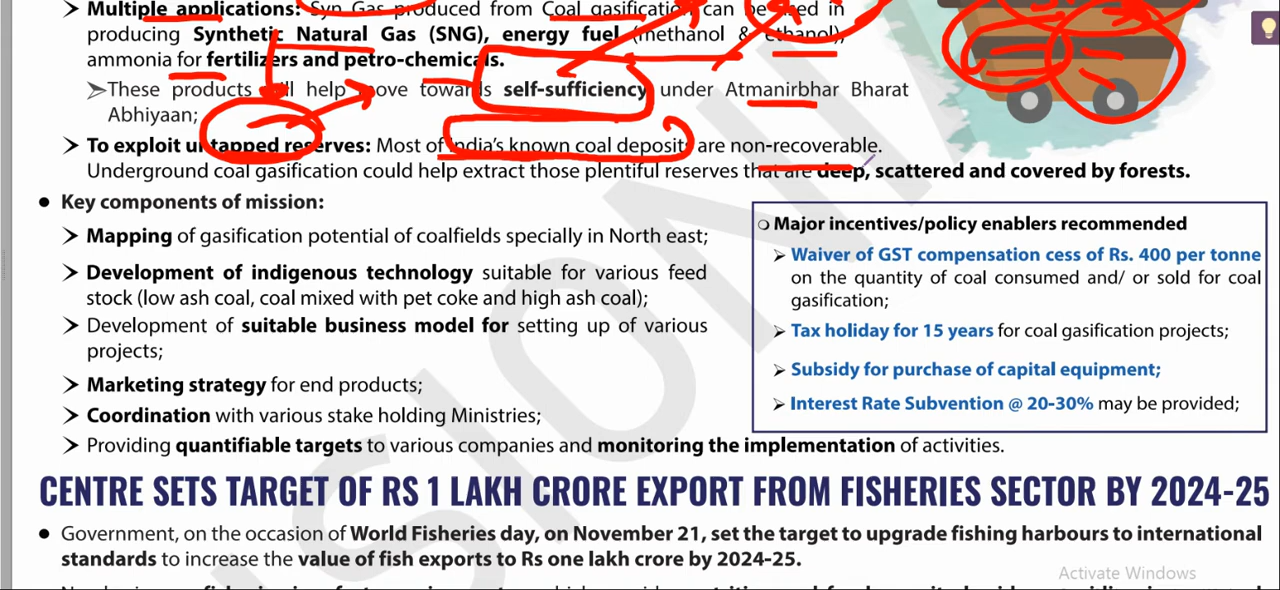 ➤ Multiple applications: Syn Gas produced from Coal gasification can be used in
producing Synthetic Natural Gas (SNG), energy fuel (methanol & ethanol),
ammonia for fertilizers and petro-chemicals.
➤These products will help move towards self-sufficiency under Atmanirbhar Bharat
Abhiyaan;
➤ To exploit untapped reserves: Most of India's known coal deposits are non-recoverable.
Underground coal gasification could help extract those plentiful reserves that are deep, scattered and covered by forests.
● Key components of mission:
➤ Mapping of gasification potential of coalfields specially in North east;
➤ Development of indigenous technology suitable for various feed
stock (low ash coal, coal mixed with pet coke and high ash coal);
➤ Development of suitable business model for setting up of various
projects;
➤ Marketing strategy for end products;
➤ Coordination with various stake holding Ministries;
➤ Providing quantifiable targets to various companies and monitoring the implementation of activities.
○ Major incentives/policy enablers recommended
➤ Waiver of GST compensation cess of Rs. 400 per tonne
on the quantity of coal consumed and/ or sold for coal
gasification;
➤ Tax holiday for 15 years for coal gasification projects;
➤ Subsidy for purchase of capital equipment;
➤ Interest Rate Subvention @ 20-30% may be provided;
CENTRE SETS TARGET OF RS 1 LAKH CRORE EXPORT FROM FISHERIES SECTOR BY 2024-25
● Government, on the occasion of World Fisheries day, on November 21, set the target to upgrade fishing harbours to international
standards to increase the value of fish exports to Rs one lakh crore by 2024-25.
Activate Windows